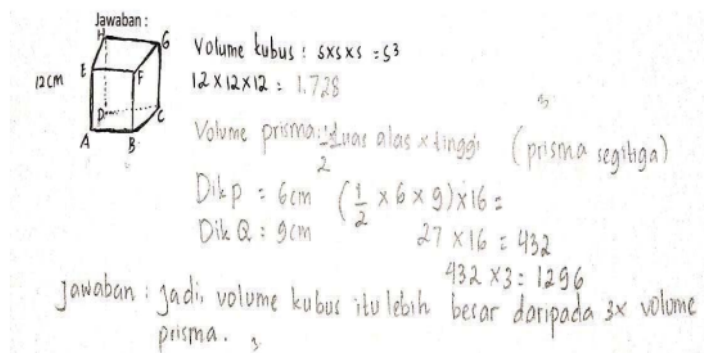 Jawaban :
H
G
E
F
12cm
D
C
A
B
Volume kubus : s×s×s = s³
12×12×12 = 1.728
Volume prisma : 1/2 luas alas × tinggi (prisma segitiga)
Dik P = 6cm (1/2 × 6 × 9) × 16 =
Dik Q : 9cm 27 × 16 = 432
432 × 3 = 1296
Jawaban : Jadi, volume kubus itu lebih besar daripada 3× volume
prisma.